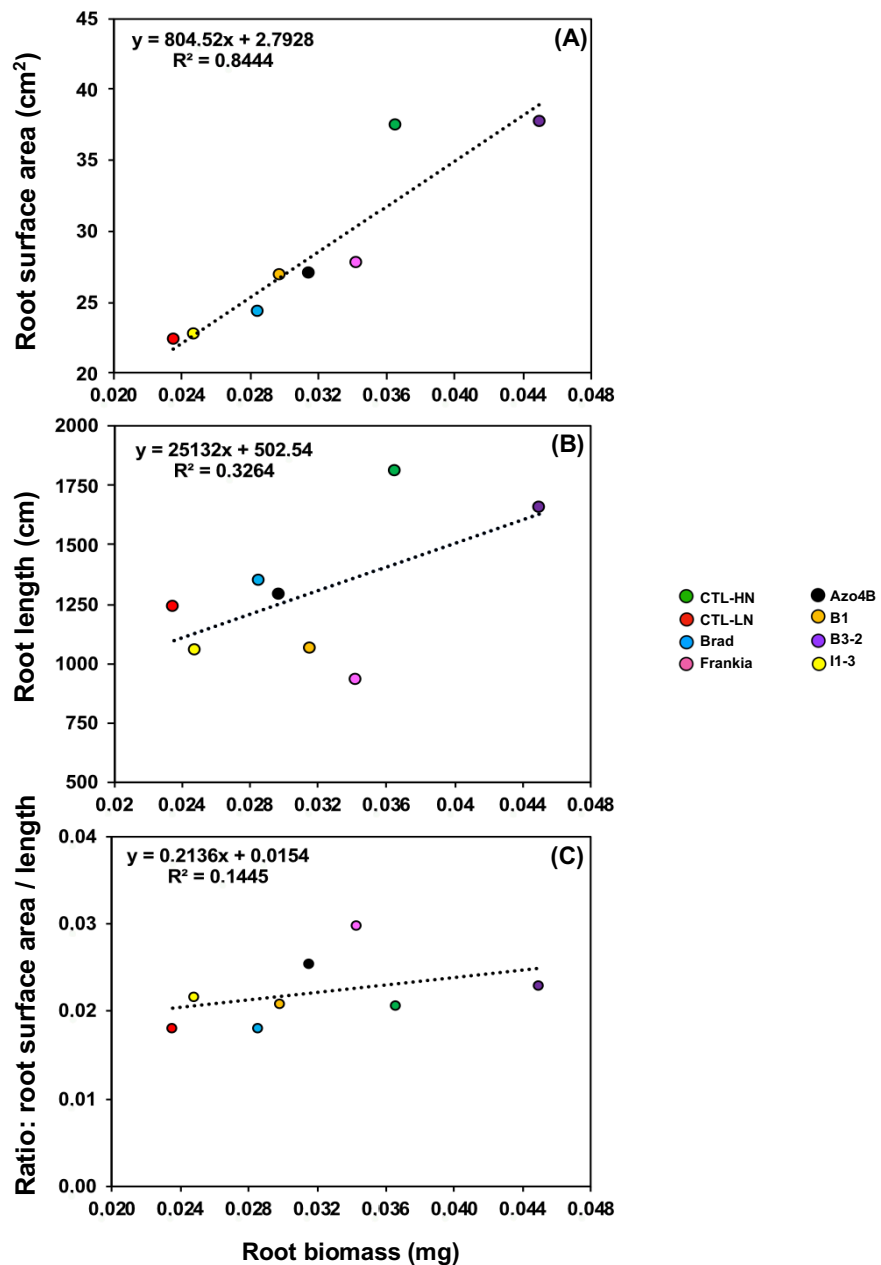 y = 804.52x + 2.7928
R² = 0.8444
(A)
Root surface area (cm²)
45
40
35
30
25
20
0.020 0.024 0.028 0.032 0.036 0.040 0.044 0.048
y = 25132x + 502.54
R² = 0.3264
(B)
Root length (cm)
2000
1750
1500
1250
1000
750
500
0.02 0.024 0.028 0.032 0.036 0.04 0.044 0.048
CTL-HN
CTL-LN
Brad
Frankia
Azo4B
B1
B3-2
I1-3
y = 0.2136x + 0.0154
R² = 0.1445
(C)
Ratio: root surface area / length
0.04
0.03
0.02
0.01
0.00
0.020 0.024 0.028 0.032 0.036 0.040 0.044 0.048
Root biomass (mg)